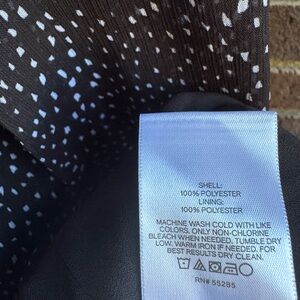 SHELL:
100% POLYESTER
LINING:
100% POLYESTER
MACHINE WASH COLD WITH LIKE
COLORS. ONLY NON-CHLORINE
BLEACH WHEN NEEDED. TUMBLE DRY
LOW. WARM IRON IF NEEDED. FOR
BEST RESULTS DRY CLEAN.
RN# 55285